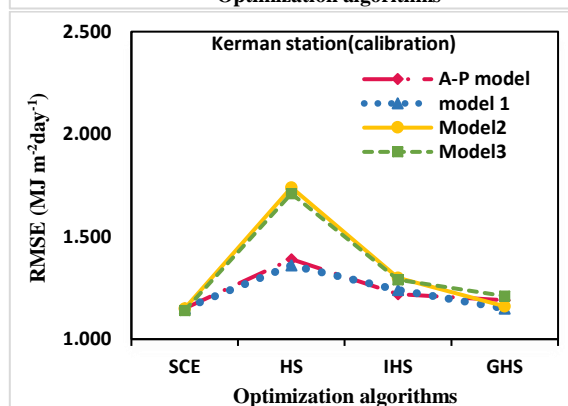 Optimization algorithms
Kerman station(calibration)
2.500
2.000
1.500
1.000
RMSE (MJ m-2day-1)
A-P model
model 1
Model2
Model3
SCE HS IHS GHS
Optimization algorithms